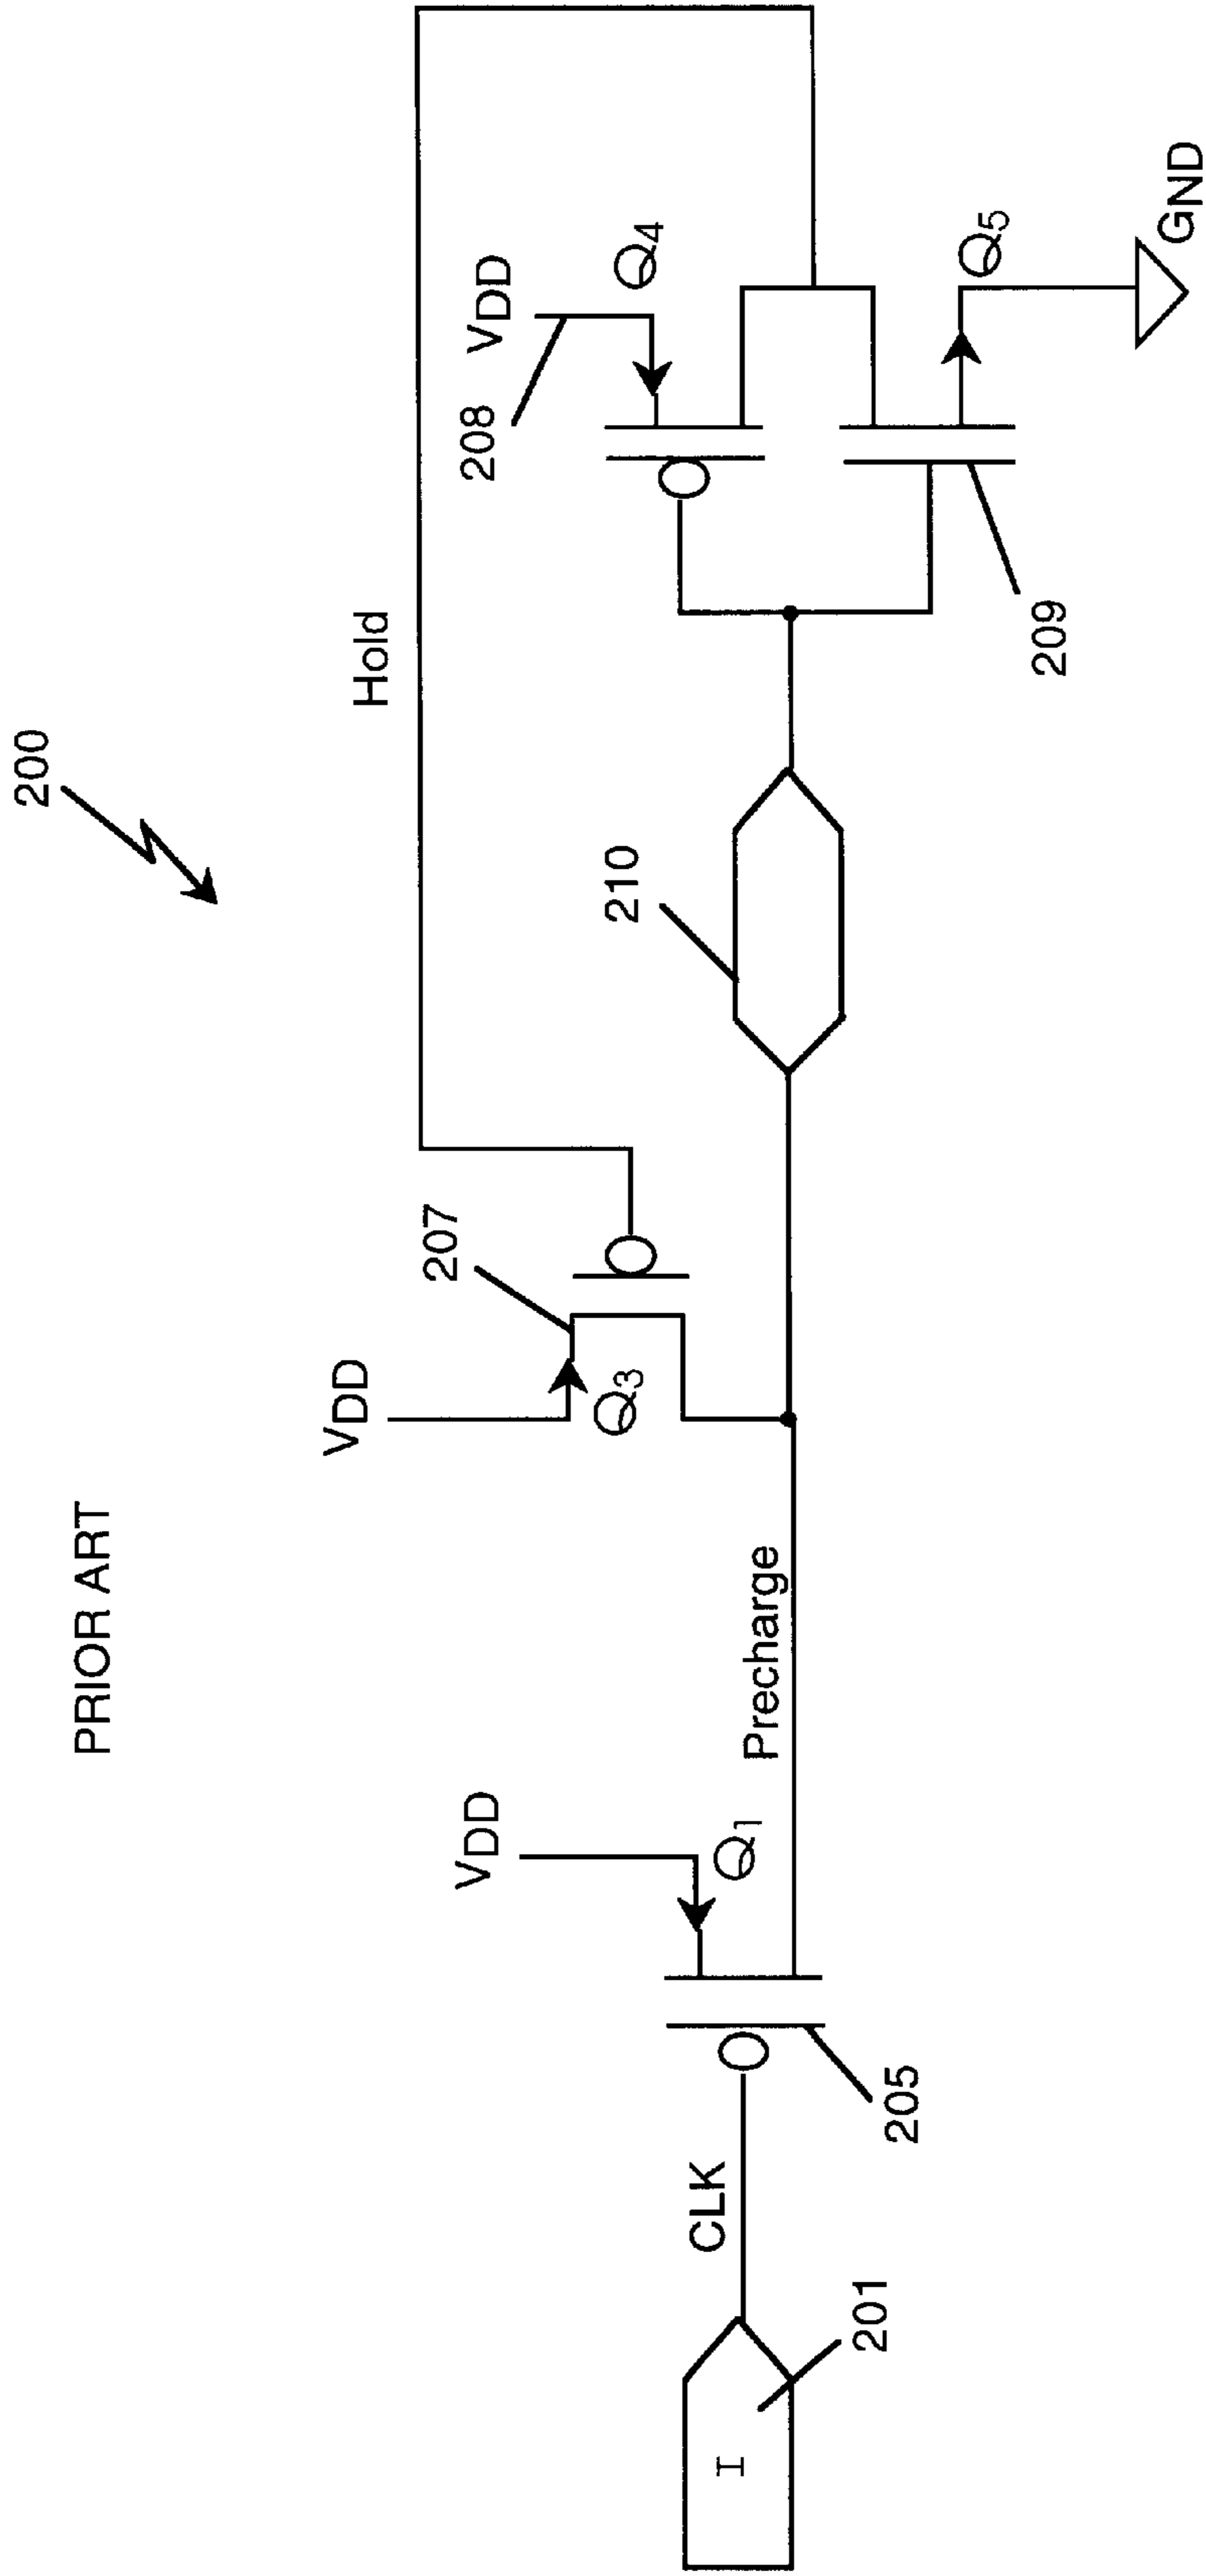 PRIOR ART
200
Hold
VDD
207
Q3
VDD
Q1
Precharge
CLK
205
I
201
210
VDD
208
Q4
209
Q5
GND